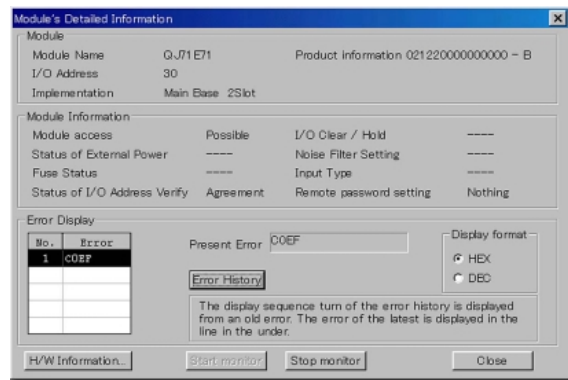 Module's Detailed Information
Module
Module Name QJ71E71 Product information 021220000000000 - B
I/O Address 30
Implementation Main Base 2Slot
Module Information
Module access Possible I/O Clear / Hold ----
Status of External Power ---- Noise Filter Setting ----
Fuse Status ---- Input Type ----
Status of I/O Address Verify Agreement Remote password setting Nothing
Error Display
No. Error
1 C0EF
Present Error C0EF
Display format
HEX
DEC
Error History
The display sequence turn of the error history is displayed
from an old error. The error of the latest is displayed in the
line in the under.
H/W Information... Start monitor Stop monitor Close